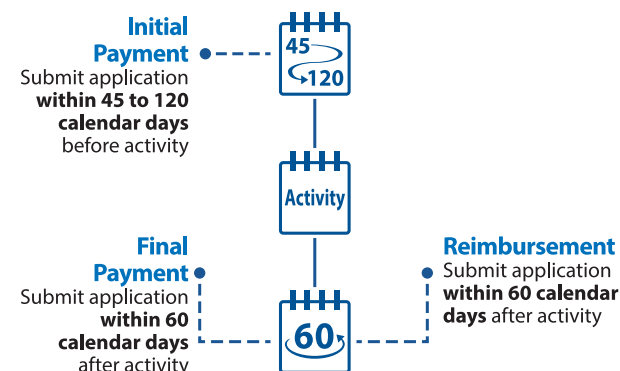 Initial
Payment
Submit application
within 45 to 120
calendar days
before activity
45
120
Activity
Final
Payment
Submit application
within 60
calendar days
after activity
60
Reimbursement
Submit application
within 60 calendar
days after activity